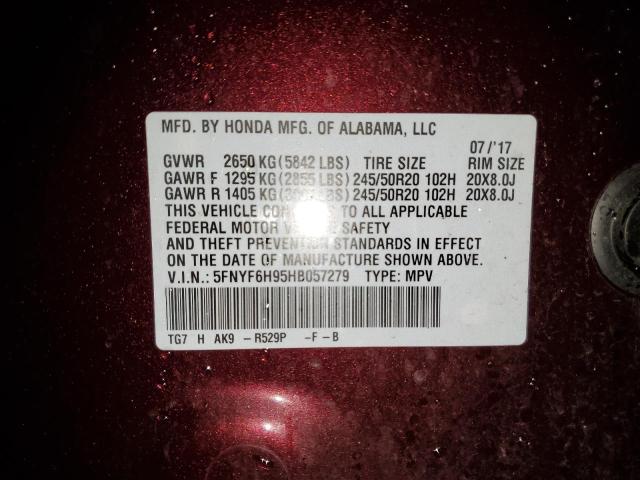 MFD. BY HONDA MFG. OF ALABAMA, LLC
07/'17
GVWR 2650 KG(5842 LBS) TIRE SIZE RIM SIZE
GAWR F 1295 KG(2855 LBS) 245/50R20 102H 20X8.0J
GAWR R 1405 LBS) 245/50R20 102H 20X8.0J
THIS VEHICLE TO ALL APPLICABLE
FEDERAL MOTOR SAFETY
AND THEFT PREVENTION STANDARDS IN EFFECT
ON THE DATE OF MANUFACTURE SHOWN ABOVE.
V.I.N.: 5FNYF6H95HB057279 TYPE: MPV
TG7 H AK9 -R529P -F-B